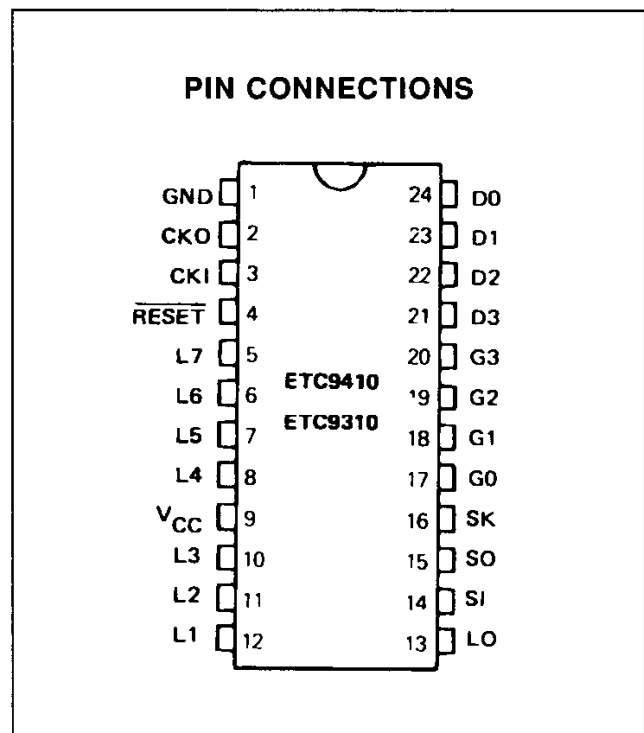 PIN CONNECTIONS
GND 1 24 D0
CKO 2 23 D1
CKI 3 22 D2
RESET 4 21 D3
L7 5 20 G3
ETC9410
L6 6 19 G2
ETC9310
L5 7 18 G1
L4 8 17 G0
VCC 9 16 SK
L3 10 15 SO
L2 11 14 SI
L1 12 13 LO